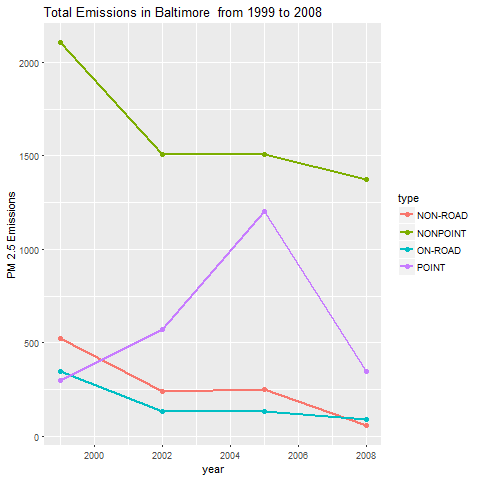 Total Emissions in Baltimore  from 1999 to 2008
PM 2.5 Emissions
2000
1500
1000
500
0
2000
2002
2004
2006
2008
year
type
NON-ROAD
NONPOINT
ON-ROAD
POINT